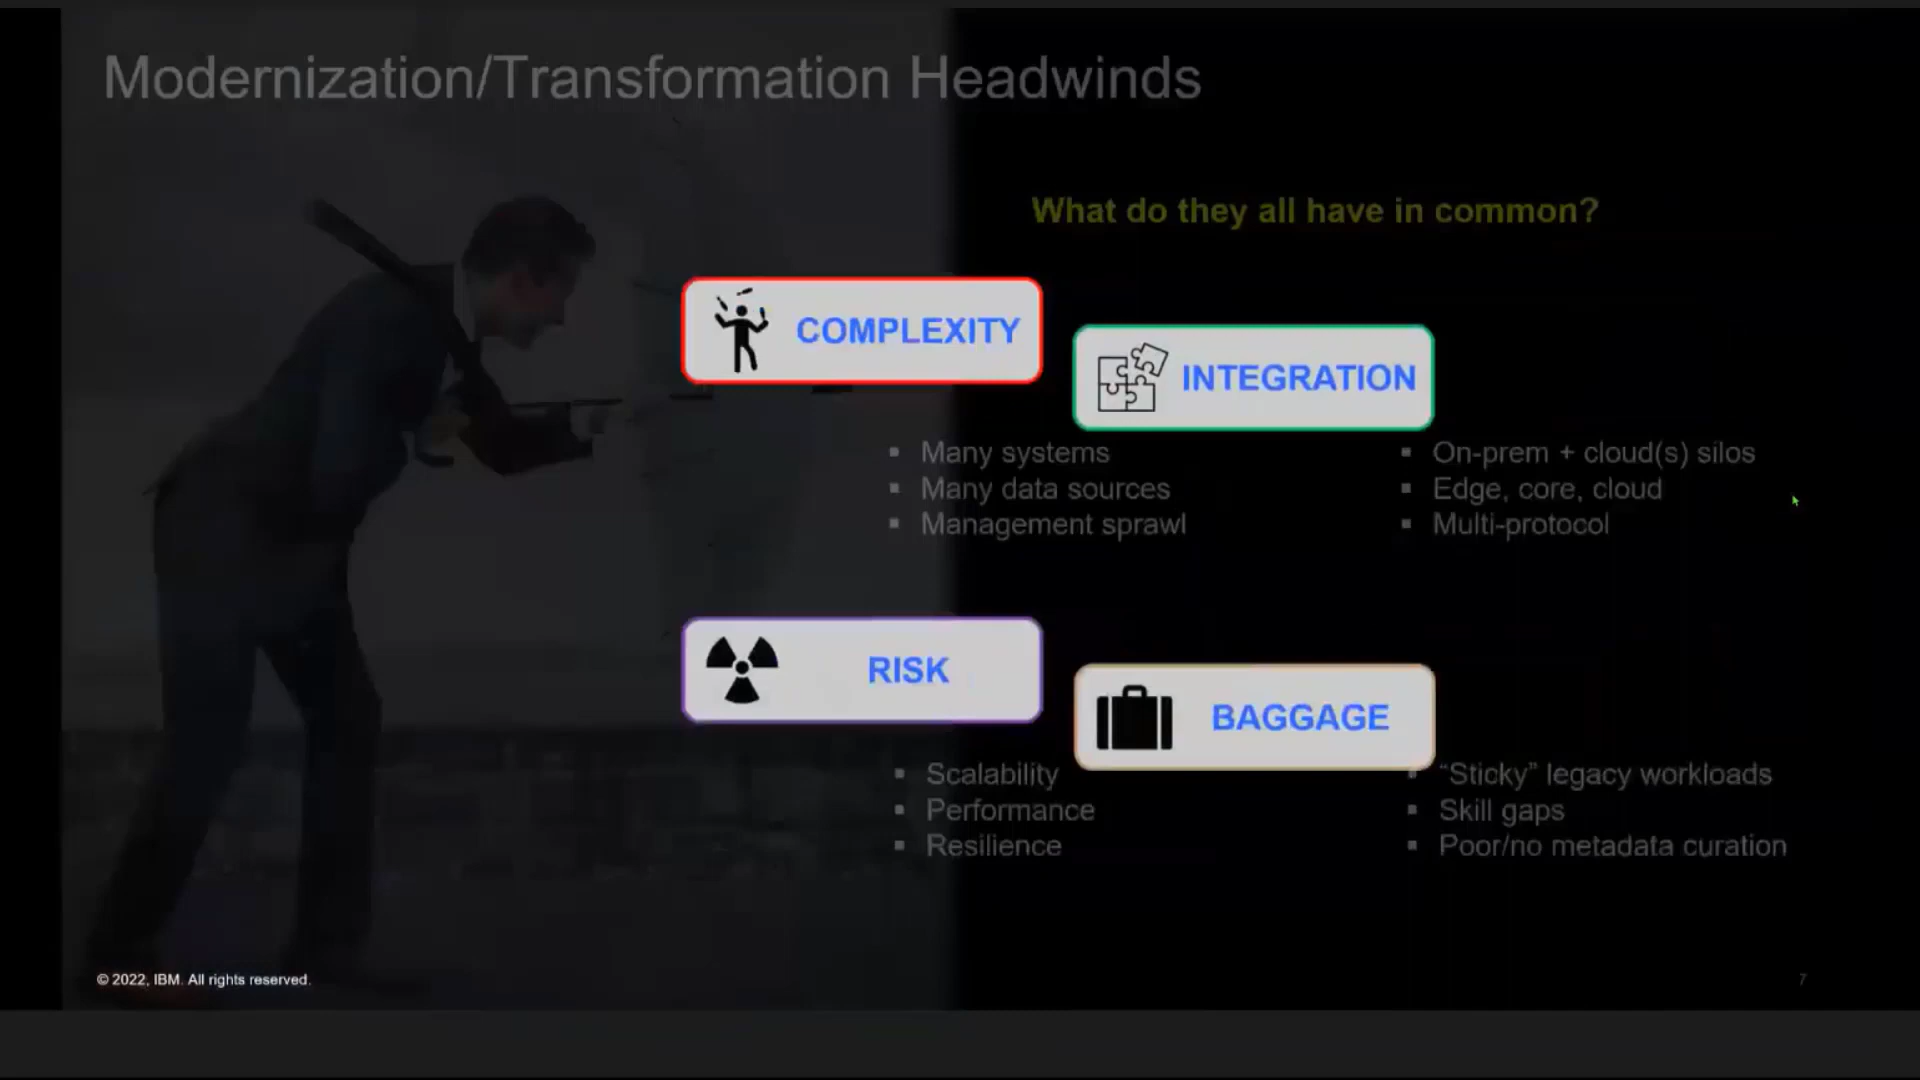 Modernization/Transformation Headwinds
What do they all have in common?
COMPLEXITY
INTEGRATION
▪ Many systems
▪ Many data sources
▪ Management sprawl
▪ On-prem + cloud(s) silos
▪ Edge, core, cloud
▪ Multi-protocol
RISK
BAGGAGE
▪ Scalability
▪ Performance
▪ Resilience
▪ “Sticky” legacy workloads
▪ Skill gaps
▪ Poor/no metadata curation
© 2022, IBM. All rights reserved.
7